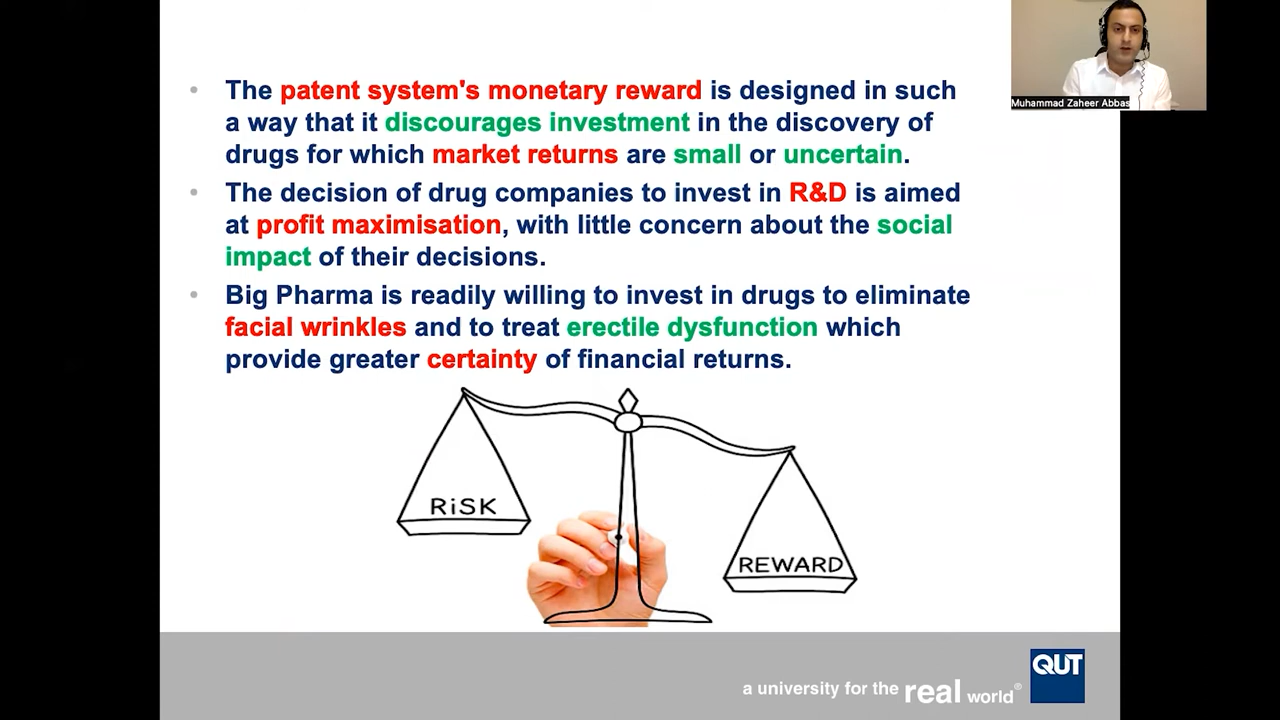 The patent system's monetary reward is designed in such
a way that it discourages investment in the discovery of
drugs for which market returns are small or uncertain.
The decision of drug companies to invest in R&D is aimed
at profit maximisation, with little concern about the social
impact of their decisions.
Big Pharma is readily willing to invest in drugs to eliminate
facial wrinkles and to treat erectile dysfunction which
provide greater certainty of financial returns.
Muhammad Zaheer Abbas
RiSK
REWARD
a university for the real world®
QUT